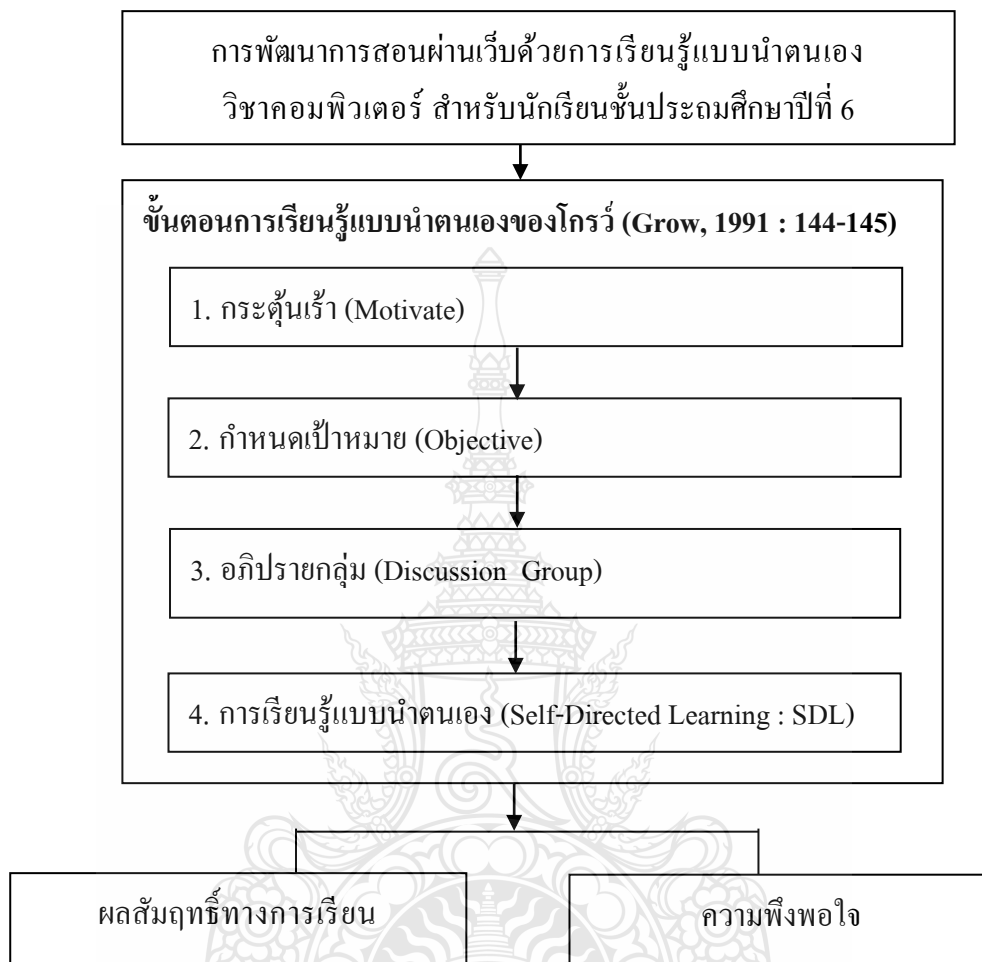 การพัฒนาการสอนผ่านเว็บด้วยการเรียนรู้แบบนำตนเอง
วิชาคอมพิวเตอร์ สำหรับนักเรียนชั้นประถมศึกษาปีที่ 6
ขั้นตอนการเรียนรู้แบบนำตนเองของโกรว์ (Grow, 1991 : 144-145)
1. กระตุ้นเร้า (Motivate)
2. กำหนดเป้าหมาย (Objective)
3. อภิปรายกลุ่ม (Discussion Group)
4. การเรียนรู้แบบนำตนเอง (Self-Directed Learning : SDL)
ผลสัมฤทธิ์ทางการเรียน
ความพึงพอใจ